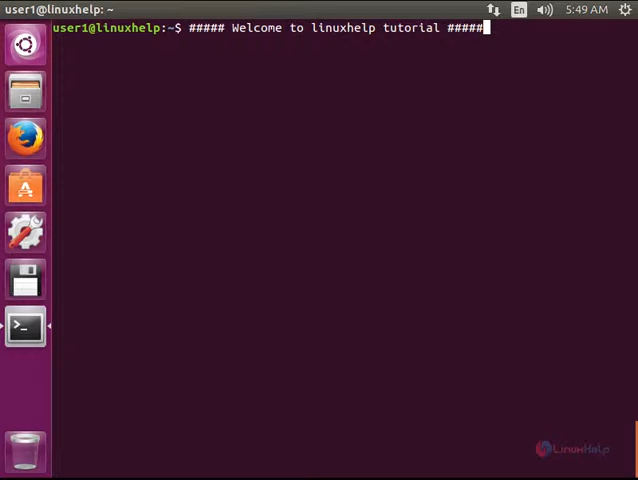 user1@linuxhelp: ~
En
5:49 AM
user1@linuxhelp:~$ ##### Welcome to linuxhelp tutorial #####
>_
LinuxHelp